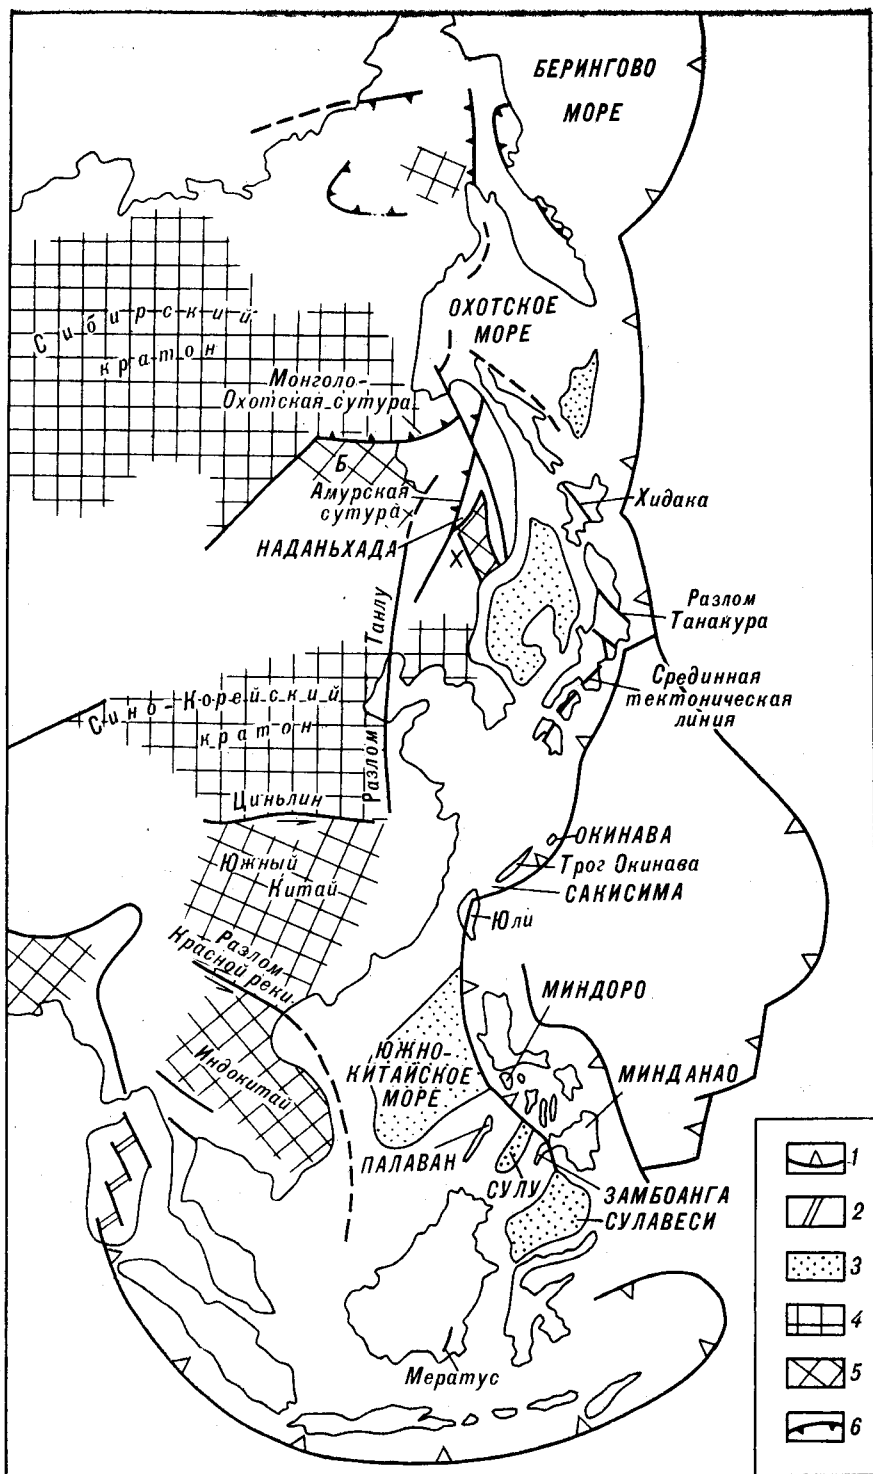 БЕРИНГОВО
МОРЕ
ОХОТСКОЕ
МОРЕ
Сибирский
кратон
Монголо-
Охотская сутура
Б
Амурская
сутура
Хидака
НАДАНЬХАДА
Х
Разлом
Танакура
Разлом Танлу
Срединная
тектоническая
линия
Сино-Корейский
кратон
Циньлин
Южный
Китай
ОКИНАВА
Трог Окинава
САКИСИМА
Юли
Разлом
Красной реки
МИНДОРО
ЮЖНО-
КИТАЙСКОЕ
МОРЕ
Индокитай
МИНДАНАО
ПАЛАВАН
СУЛУ
ЗАМБОАНГА
СУЛАВЕСИ
Мератус
1
2
3
4
5
6